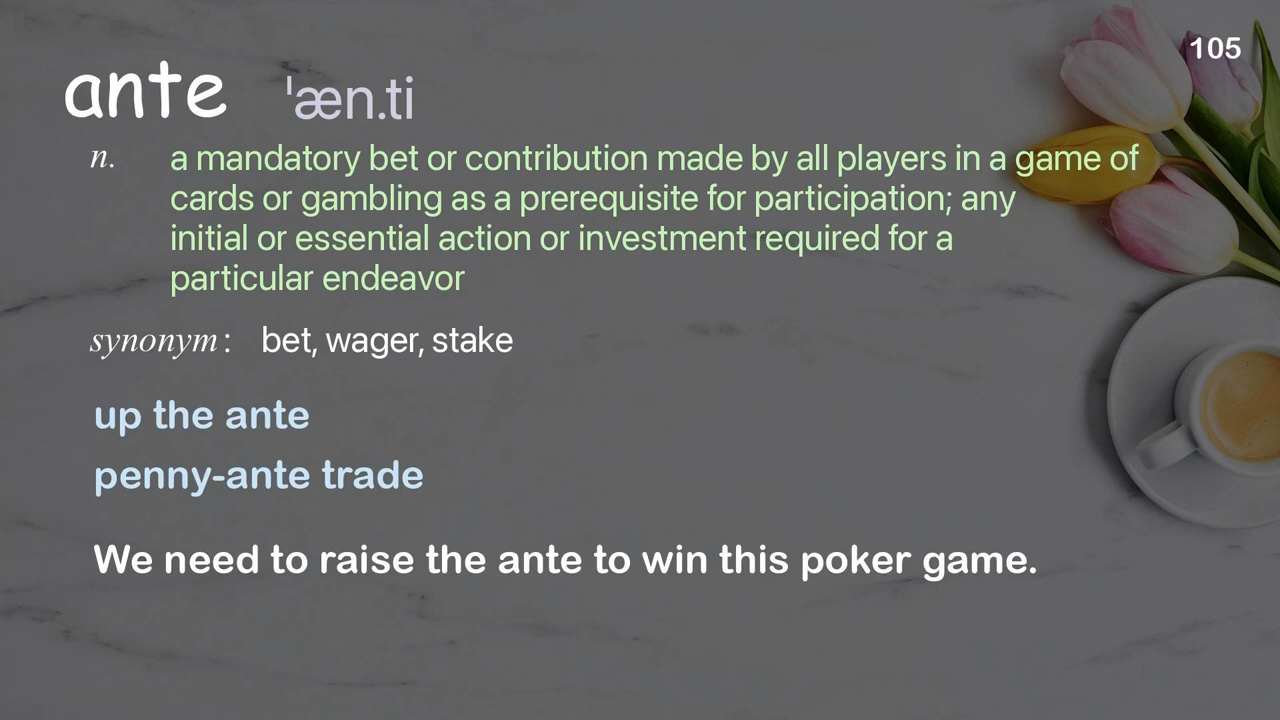 105
ante ˈæn.ti
n. a mandatory bet or contribution made by all players in a game of
cards or gambling as a prerequisite for participation; any
initial or essential action or investment required for a
particular endeavor
synonym: bet, wager, stake
up the ante
penny-ante trade
We need to raise the ante to win this poker game.